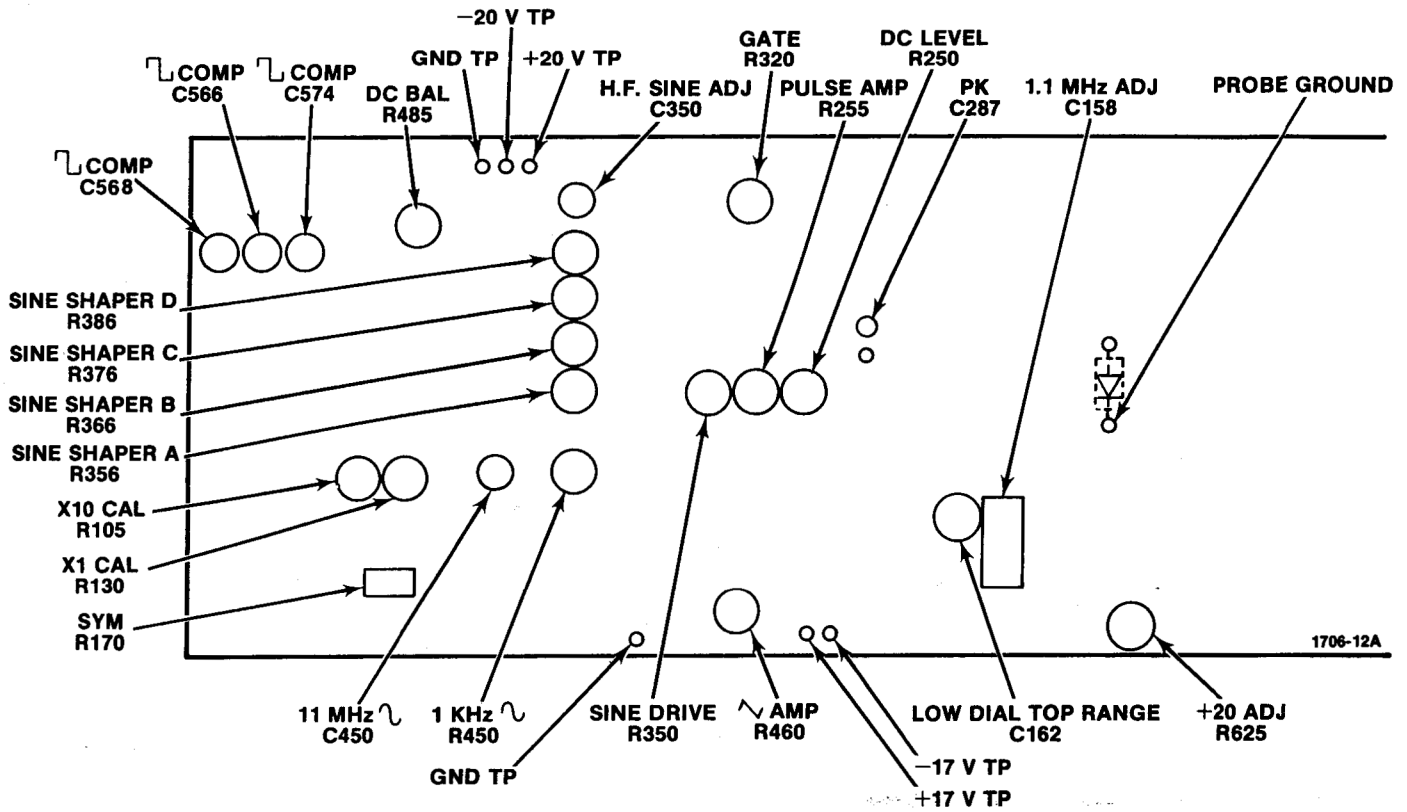 −20 V TP
GND TP
+20 V TP
GATE
R320
DC LEVEL
R250
COMP
C566
COMP
C574
DC BAL
R485
H.F. SINE ADJ
C350
PULSE AMP
R255
PK
C287
1.1 MHz ADJ
C158
PROBE GROUND
COMP
C568
SINE SHAPER D
R386
SINE SHAPER C
R376
SINE SHAPER B
R366
SINE SHAPER A
R356
X10 CAL
R105
X1 CAL
R130
SYM
R170
1706-12A
11 MHz
C450
1 KHz
R450
SINE DRIVE
R350
AMP
R460
LOW DIAL TOP RANGE
C162
+20 ADJ
R625
GND TP
−17 V TP
+17 V TP